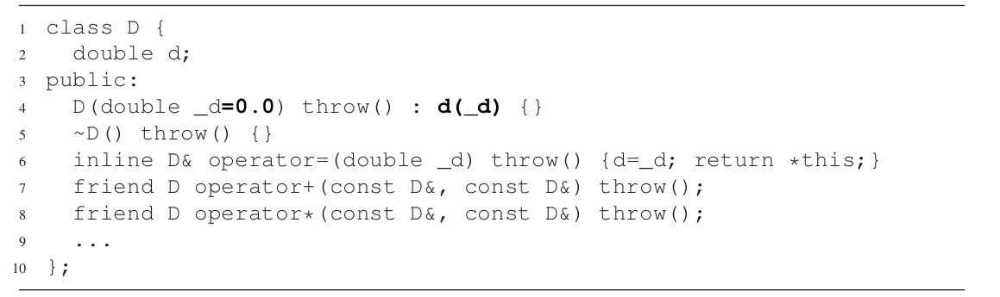 1 class D {
2   double d;
3 public:
4   D(double _d=0.0) throw() : d(_d) {}
5   ~D() throw() {}
6   inline D& operator=(double _d) throw() {d=_d; return *this;}
7   friend D operator+(const D&, const D&) throw();
8   friend D operator*(const D&, const D&) throw();
9   ...
10 };